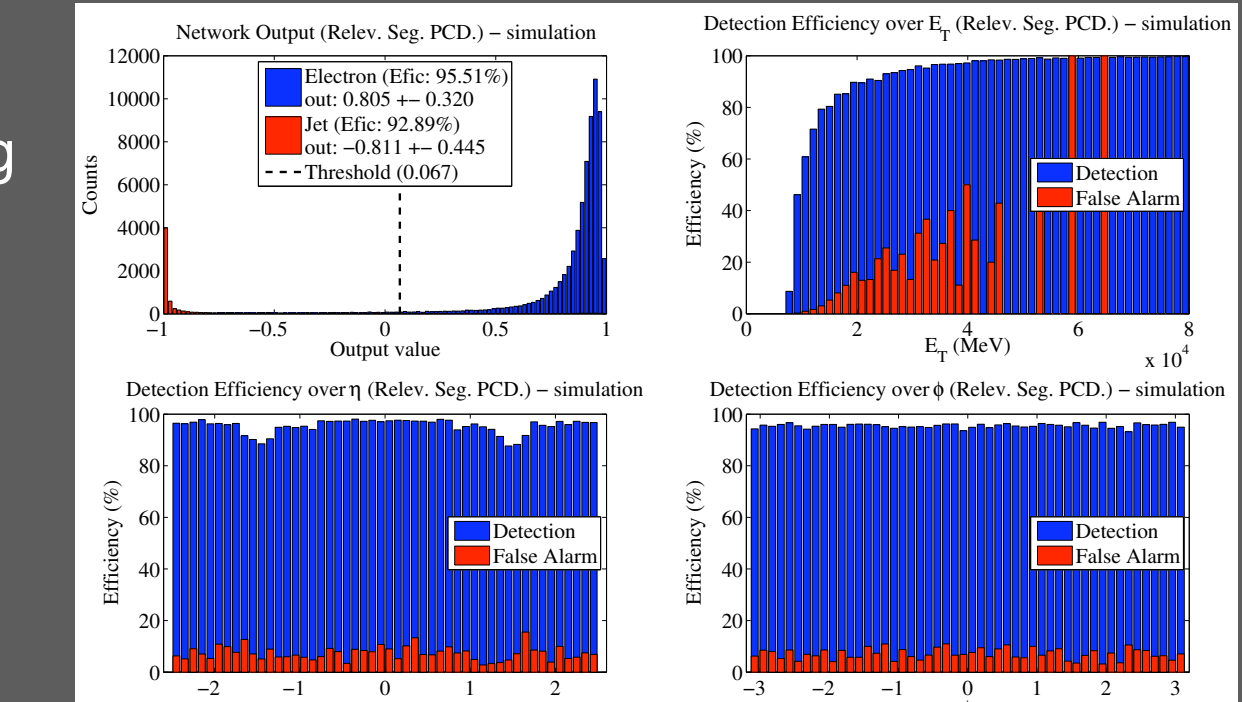 g
Network Output (Relev. Seg. PCD.) − simulation
12000
10000
8000
6000
4000
2000
0
Counts
Electron (Efic: 95.51%)
out: 0.805 +− 0.320
Jet (Efic: 92.89%)
out: −0.811 +− 0.445
Threshold (0.067)
−1 −0.5 0 0.5 1
Output value
Detection Efficiency over E_T (Relev. Seg. PCD.) − simulation
100
80
60
40
20
0
Efficiency (%)
Detection
False Alarm
0 2 4 6 8
E_T (MeV)
x 10^4
Detection Efficiency over η (Relev. Seg. PCD.) − simulation
100
80
60
40
20
0
Efficiency (%)
Detection
False Alarm
−2 −1 0 1 2
Detection Efficiency over ϕ (Relev. Seg. PCD.) − simulation
100
80
60
40
20
0
Efficiency (%)
Detection
False Alarm
−3 −2 −1 0 1 2 3